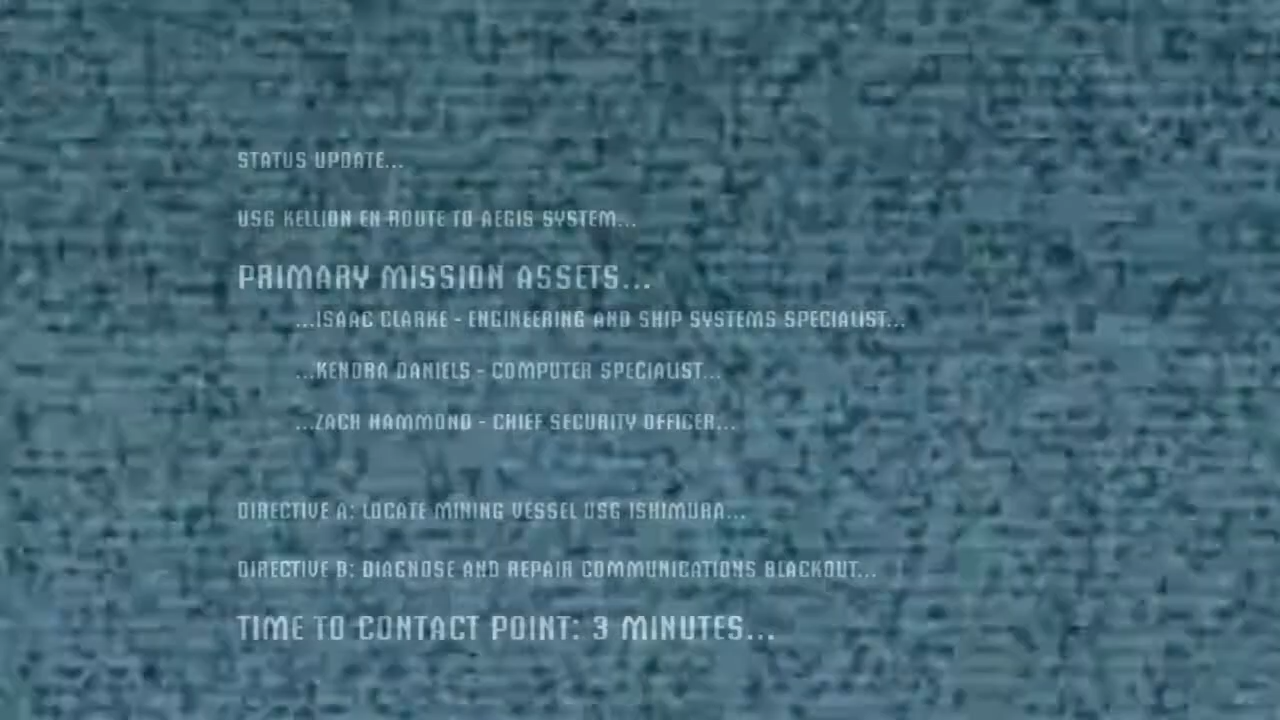 STATUS UPDATE...
USG KELLION EN ROUTE TO AEGIS SYSTEM...
PRIMARY MISSION ASSETS...
...ISAAC CLARKE - ENGINEERING AND SHIP SYSTEMS SPECIALIST...
...KENDRA DANIELS - COMPUTER SPECIALIST...
...ZACH HAMMOND - CHIEF SECURITY OFFICER...
DIRECTIVE A: LOCATE MINING VESSEL USG ISHIMURA...
DIRECTIVE B: DIAGNOSE AND REPAIR COMMUNICATIONS BLACKOUT...
TIME TO CONTACT POINT: 3 MINUTES...